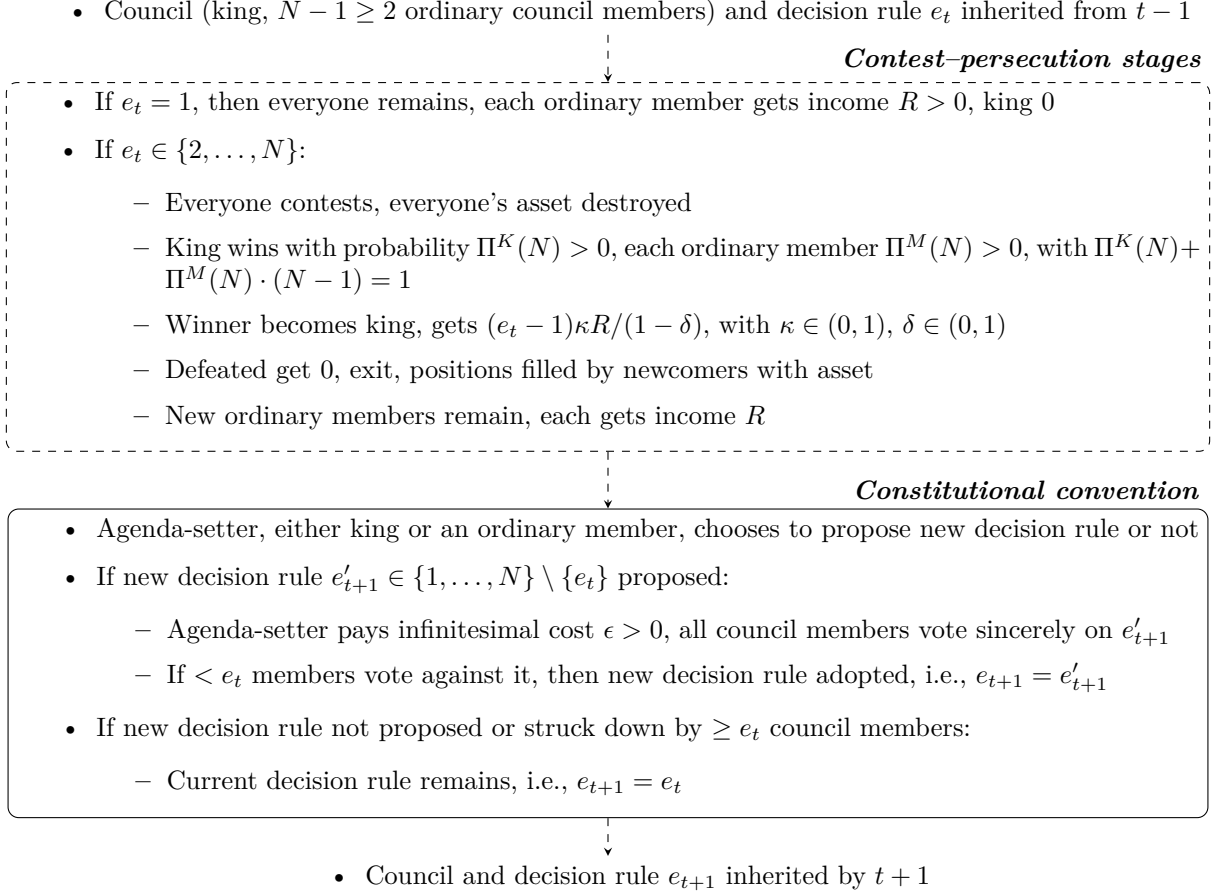 • Council (king, N − 1 ≥ 2 ordinary council members) and decision rule e_t inherited from t − 1
Contest–persecution stages
• If e_t = 1, then everyone remains, each ordinary member gets income R > 0, king 0
• If e_t ∈ {2, . . . , N}:
– Everyone contests, everyone's asset destroyed
– King wins with probability Π^K(N) > 0, each ordinary member Π^M(N) > 0, with Π^K(N)+
Π^M(N) · (N − 1) = 1
– Winner becomes king, gets (e_t − 1)κR/(1 − δ), with κ ∈ (0, 1), δ ∈ (0, 1)
– Defeated get 0, exit, positions filled by newcomers with asset
– New ordinary members remain, each gets income R
Constitutional convention
• Agenda-setter, either king or an ordinary member, chooses to propose new decision rule or not
• If new decision rule e′_{t+1} ∈ {1, . . . , N} \ {e_t} proposed:
– Agenda-setter pays infinitesimal cost ϵ > 0, all council members vote sincerely on e′_{t+1}
– If < e_t members vote against it, then new decision rule adopted, i.e., e_{t+1} = e′_{t+1}
• If new decision rule not proposed or struck down by ≥ e_t council members:
– Current decision rule remains, i.e., e_{t+1} = e_t
• Council and decision rule e_{t+1} inherited by t + 1